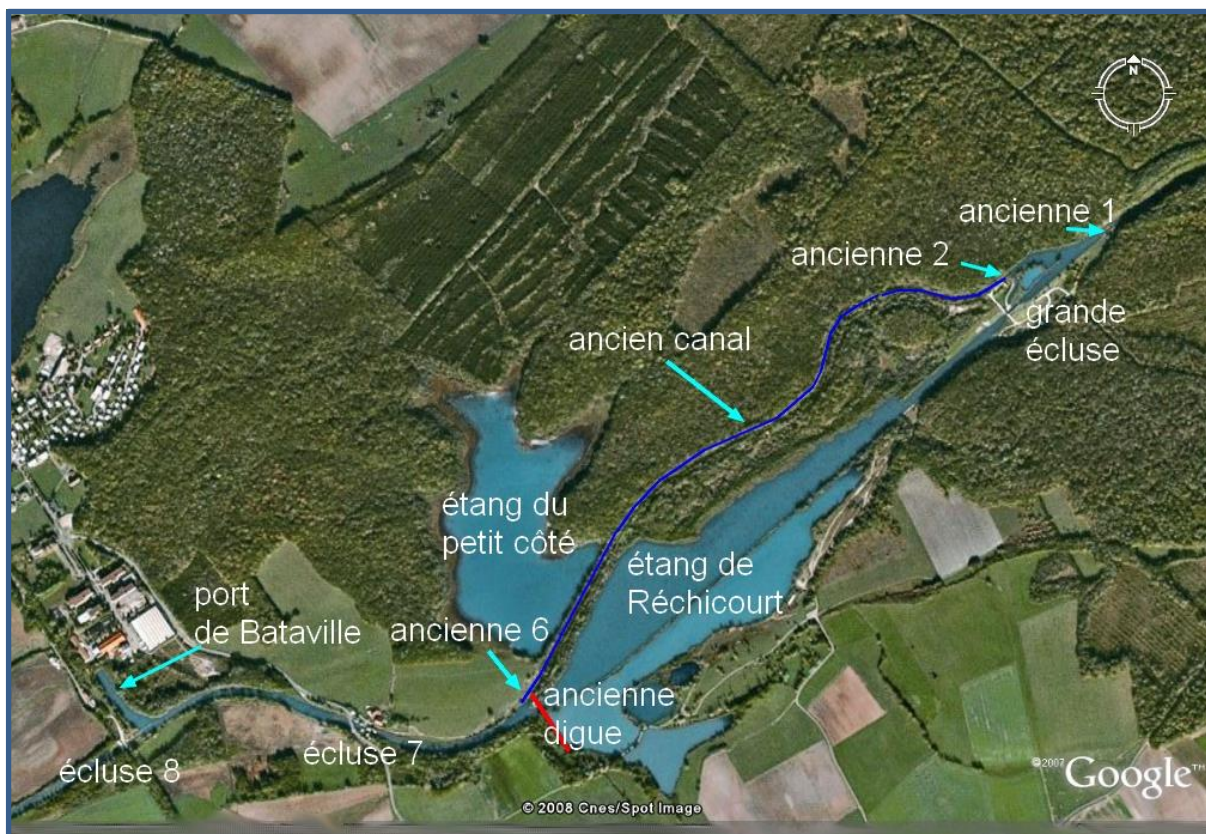 N
ancienne 1
ancienne 2
grande
écluse
ancien canal
étang du
petit côté
étang de
Réchicourt
port
de Bataville
ancienne 6
ancienne
digue
écluse 7
écluse 8
©2007 Google™
© 2008 Cnes/Spot Image